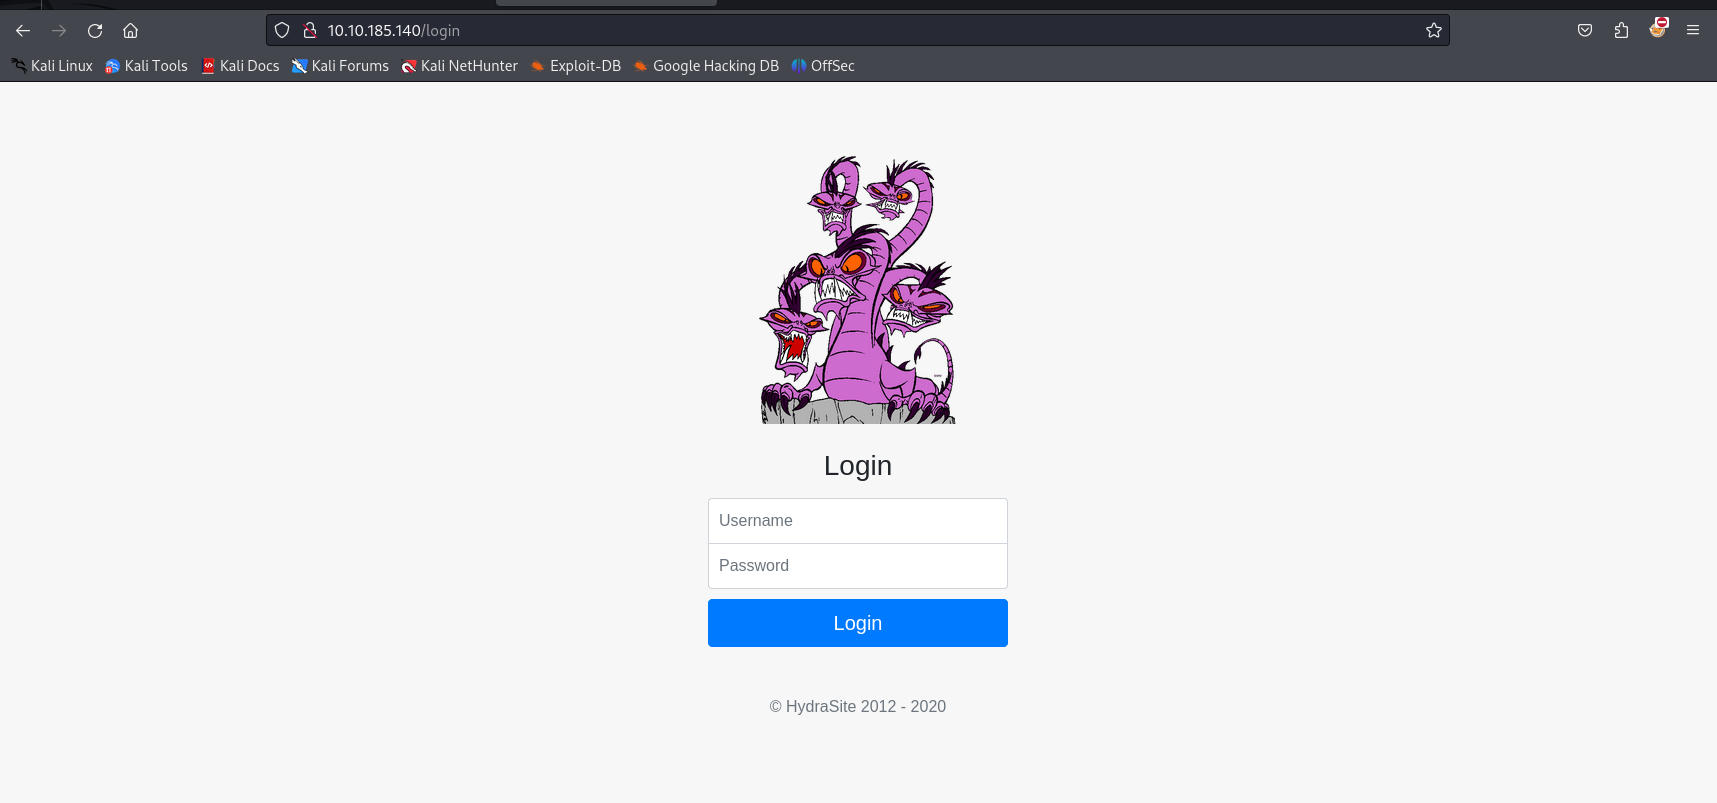 10.10.185.140/login
Kali Linux Kali Tools Kali Docs Kali Forums Kali NetHunter Exploit-DB Google Hacking DB OffSec
Login
Username
Password
Login
© HydraSite 2012 - 2020